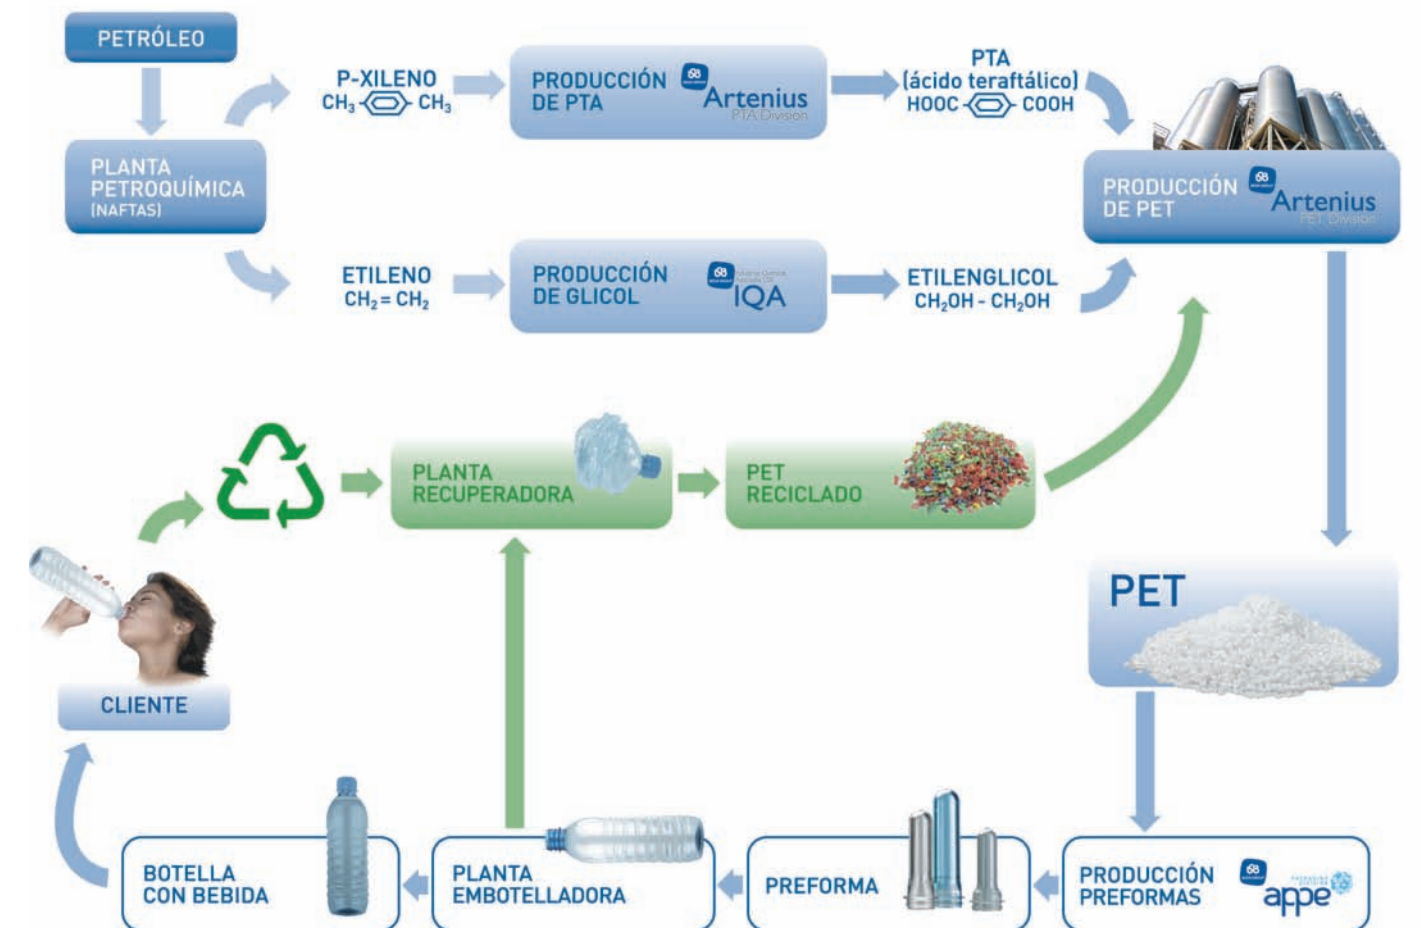 PETRÓLEO
PLANTA
PETROQUÍMICA
(NAFTAS)
P-XILENO
CH₃ CH₃
PRODUCCIÓN
DE PTA
Artenius
PTA Division
PTA
(ácido teraftálico)
HOOC COOH
PRODUCCIÓN
DE PET
Artenius
PET Division
ETILENO
CH₂ = CH₂
PRODUCCIÓN
DE GLICOL
IQA
ETILENGLICOL
CH₂OH - CH₂OH
PLANTA
RECUPERADORA
PET
RECICLADO
CLIENTE
PET
BOTELLA
CON BEBIDA
PLANTA
EMBOTELLADORA
PREFORMA
PRODUCCIÓN
PREFORMAS
appe